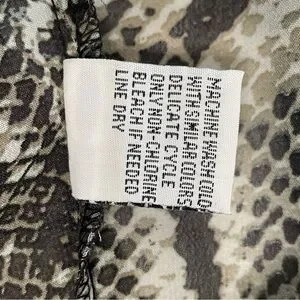 MACHINE WASH COLD
WITH SIMILAR COLORS
DELICATE CYCLE
ONLY NON-CHLORINE
BLEACH IF NEEDED
LINE DRY